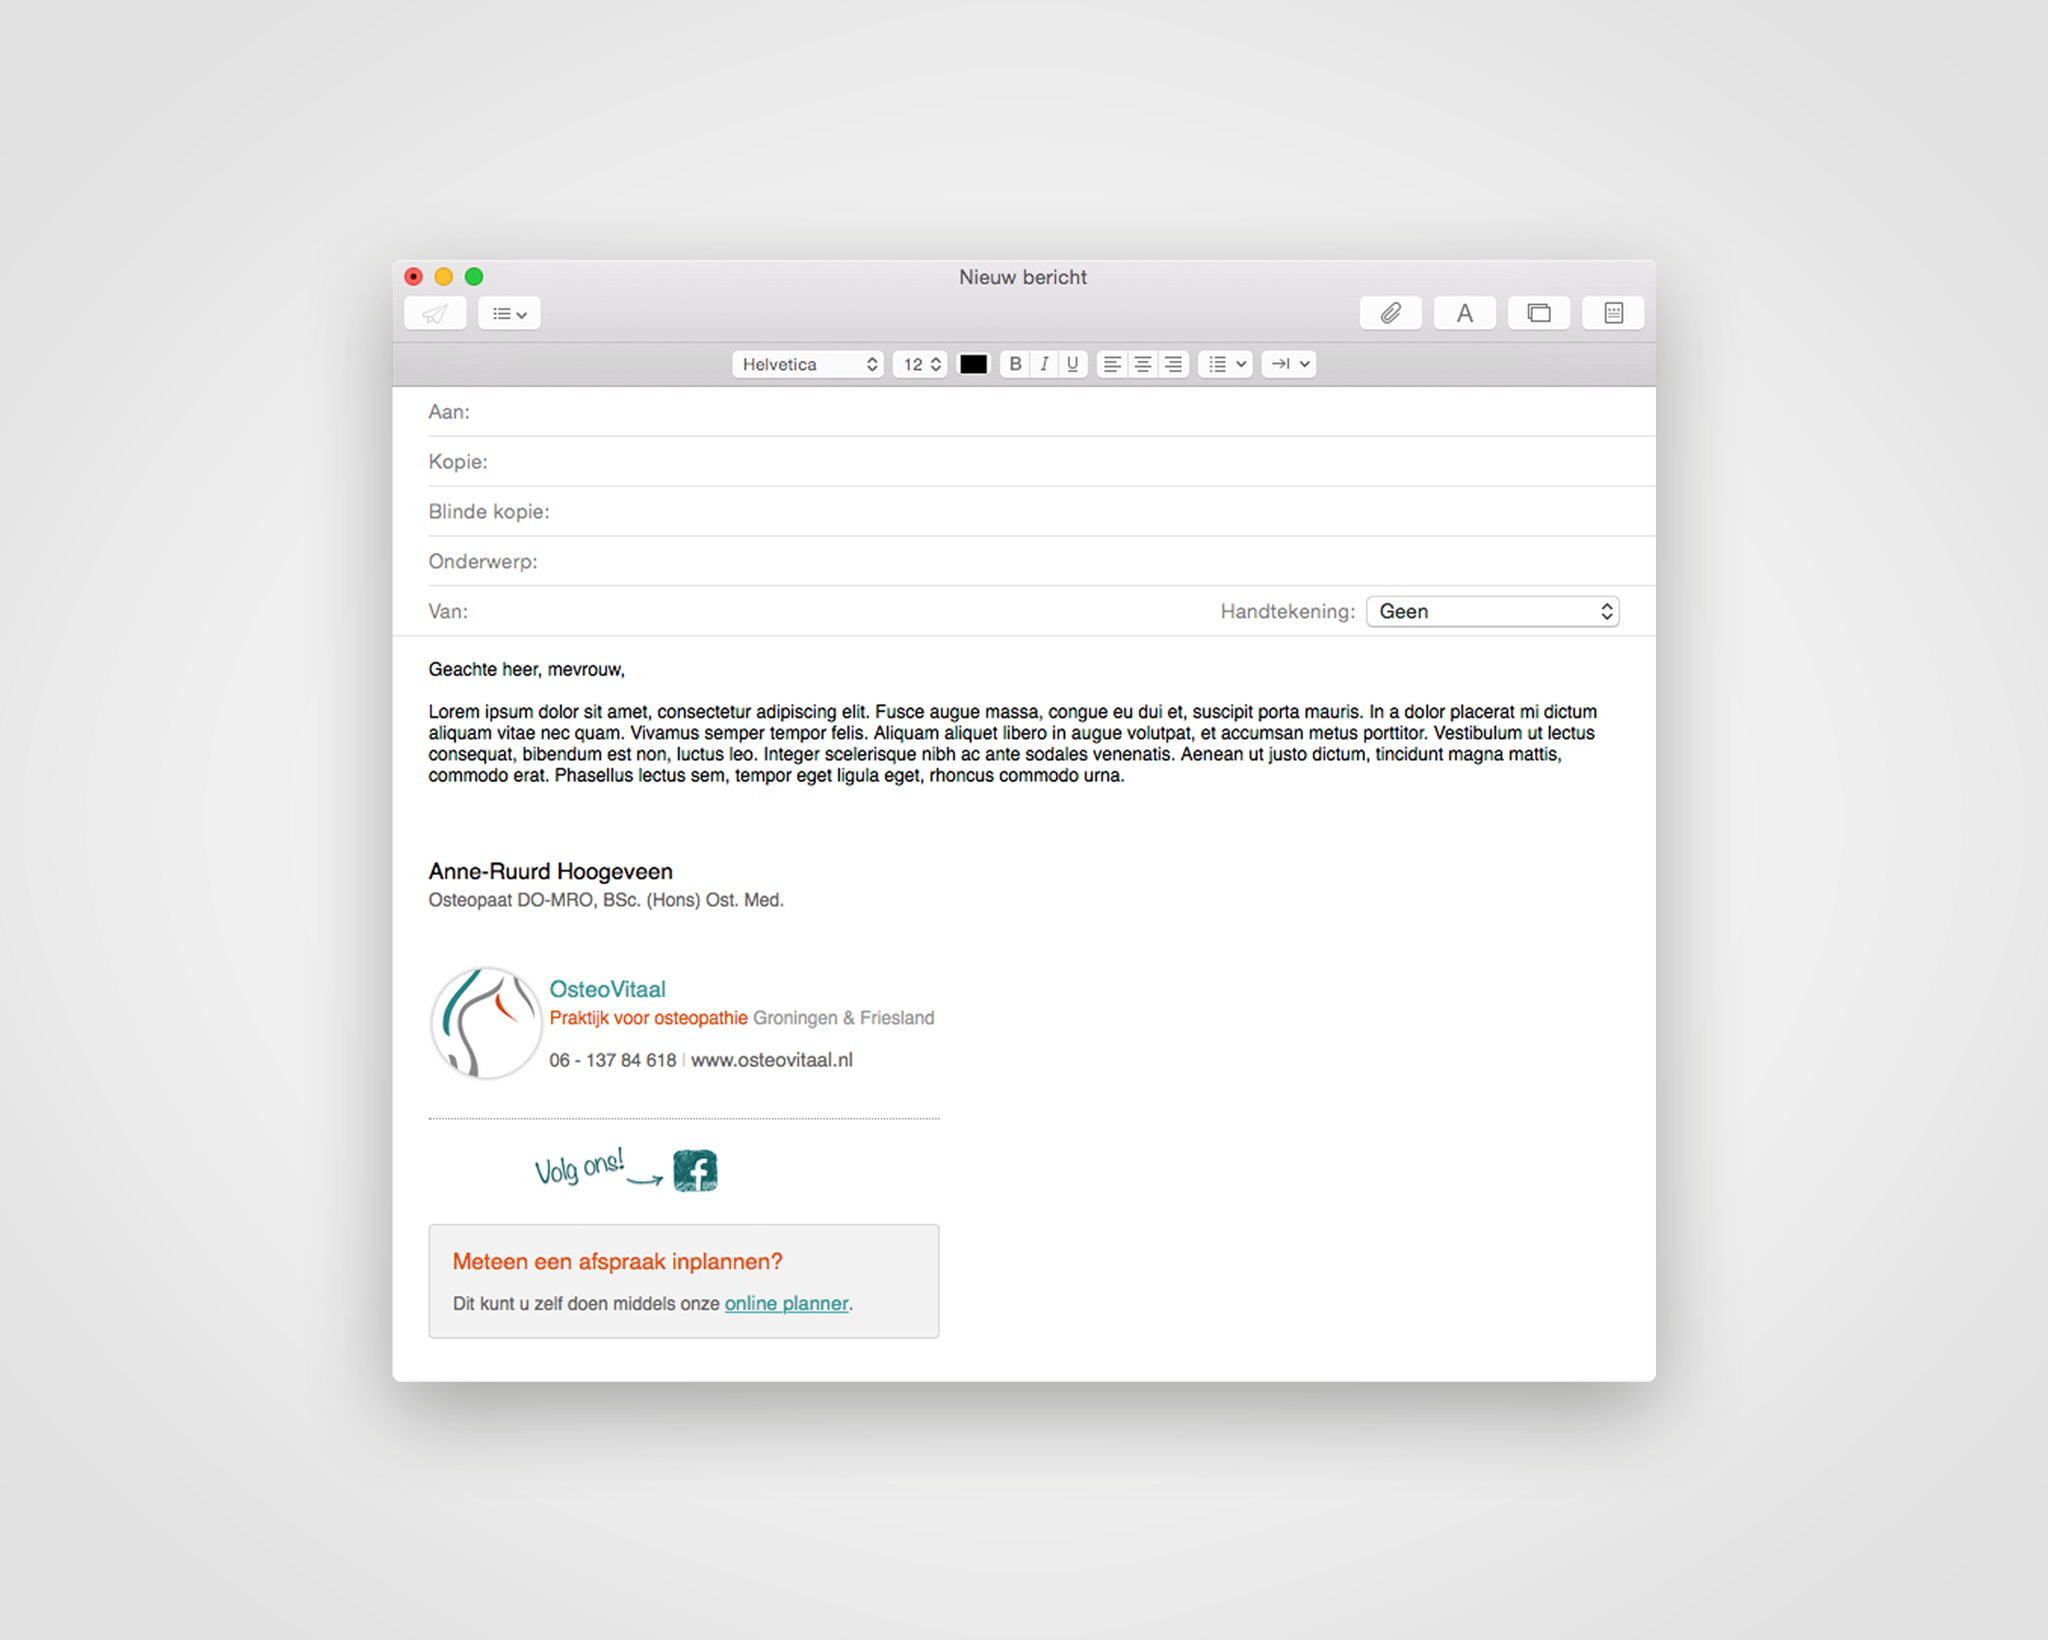 Nieuw bericht
A
Helvetica 12 B I U
Aan:
Kopie:
Blinde kopie:
Onderwerp:
Van: Handtekening: Geen
Geachte heer, mevrouw,
Lorem ipsum dolor sit amet, consectetur adipiscing elit. Fusce augue massa, congue eu dui et, suscipit porta mauris. In a dolor placerat mi dictum
aliquam vitae nec quam. Vivamus semper tempor felis. Aliquam aliquet libero in augue volutpat, et accumsan metus porttitor. Vestibulum ut lectus
consequat, bibendum est non, luctus leo. Integer scelerisque nibh ac ante sodales venenatis. Aenean ut justo dictum, tincidunt magna mattis,
commodo erat. Phasellus lectus sem, tempor eget ligula eget, rhoncus commodo urna.
Anne-Ruurd Hoogeveen
Osteopaat DO-MRO, BSc. (Hons) Ost. Med.
OsteoVitaal
Praktijk voor osteopathie Groningen & Friesland
06 - 137 84 618 | www.osteovitaal.nl
Volg ons! f
Meteen een afspraak inplannen?
Dit kunt u zelf doen middels onze online planner.